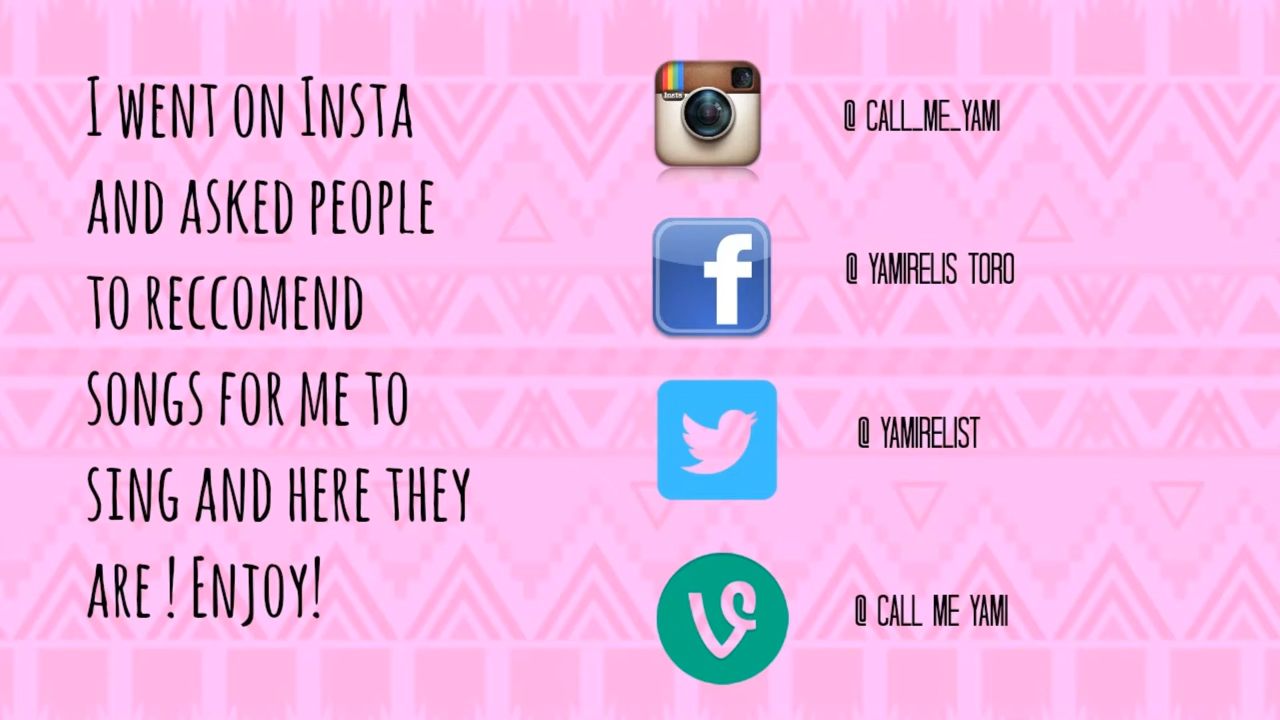 I went on Insta
and asked people
to reccomend
songs for me to
sing and here they
are ! Enjoy!
Insta
@ CALL_ME_YAMI
@ YAMIRELIS TORO
@ YAMIRELIST
@ CALL ME YAMI